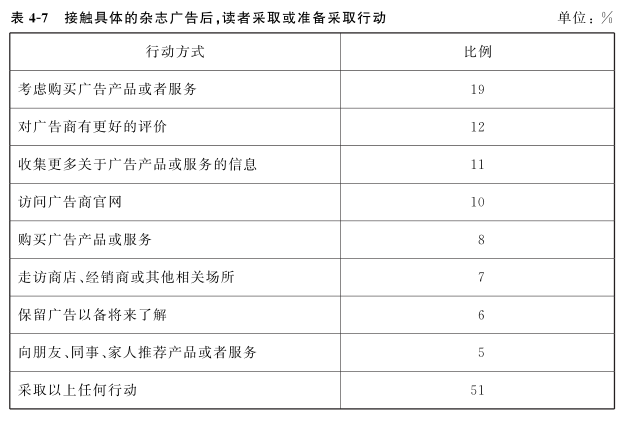 表 4-7 接触具体的杂志广告后,读者采取或准备采取行动 单位：%
行动方式 比例
考虑购买广告产品或者服务 19
对广告商有更好的评价 12
收集更多关于广告产品或服务的信息 11
访问广告商官网 10
购买广告产品或服务 8
走访商店、经销商或其他相关场所 7
保留广告以备将来了解 6
向朋友、同事、家人推荐产品或者服务 5
采取以上任何行动 51